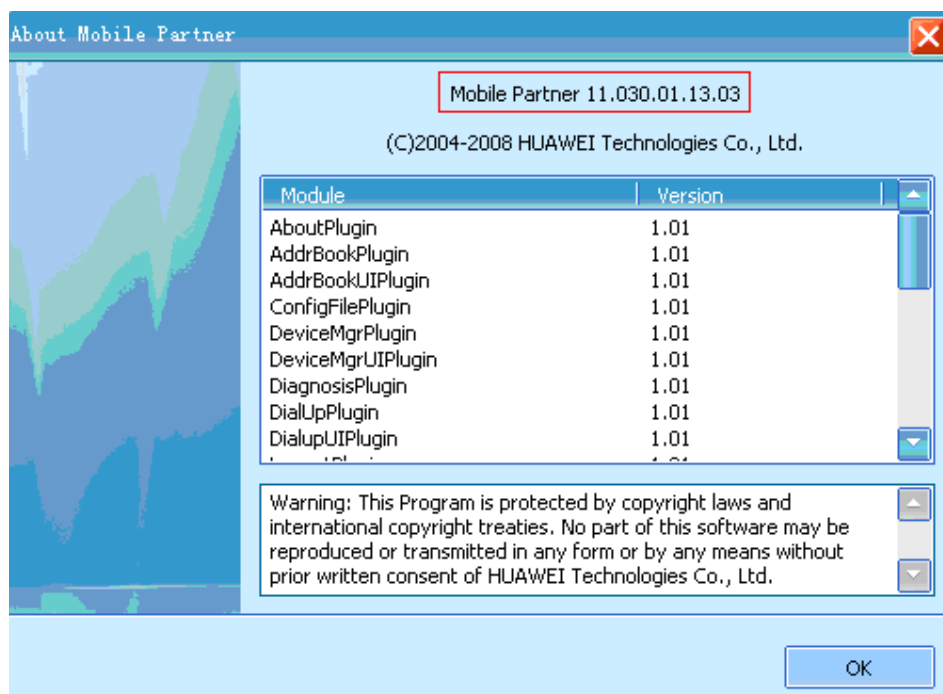 About Mobile Partner
Mobile Partner 11.030.01.13.03
(C)2004-2008 HUAWEI Technologies Co., Ltd.
Module Version
AboutPlugin 1.01
AddrBookPlugin 1.01
AddrBookUIPlugin 1.01
ConfigFilePlugin 1.01
DeviceMgrPlugin 1.01
DeviceMgrUIPlugin 1.01
DiagnosisPlugin 1.01
DialUpPlugin 1.01
DialupUIPlugin 1.01
Warning: This Program is protected by copyright laws and
international copyright treaties. No part of this software may be
reproduced or transmitted in any form or by any means without
prior written consent of HUAWEI Technologies Co., Ltd.
OK